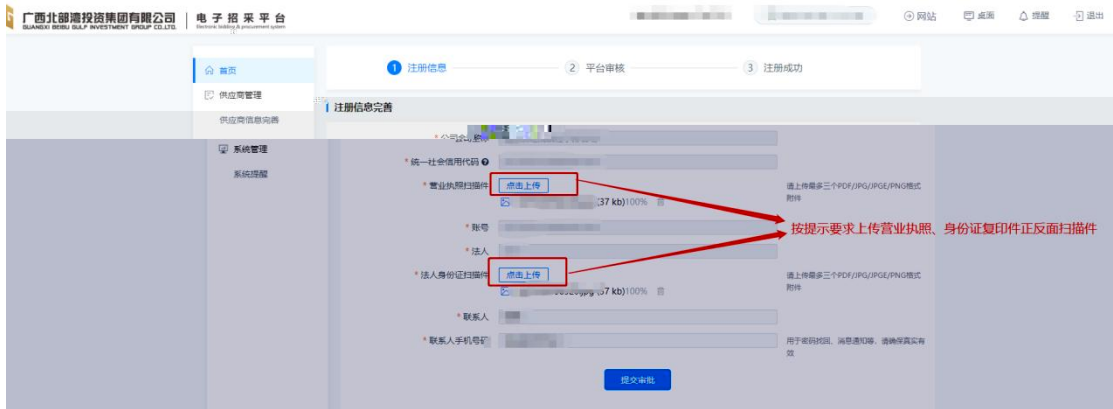 广西北部湾投资集团有限公司
GUANGXI BEIBU GULF INVESTMENT GROUP CO.,LTD.
电子招采平台
Electronic bidding & procurement system
网站
桌面
提醒
退出
首页
供应商管理
供应商信息完善
系统管理
系统提醒
1 注册信息
2 平台审核
3 注册成功
注册信息完善
* 统一社会信用代码
* 营业执照扫描件
点击上传
(37 kb)100%
请上传最多三个PDF/JPG/JPGE/PNG格式
附件
* 账号
* 法人
* 法人身份证扫描件
点击上传
kb)100%
请上传最多三个PDF/JPG/JPGE/PNG格式
附件
按提示要求上传营业执照、身份证复印件正反面扫描件
* 联系人
* 联系人手机号码
用于密码找回、消息通知等，请确保真实有
效
提交审批